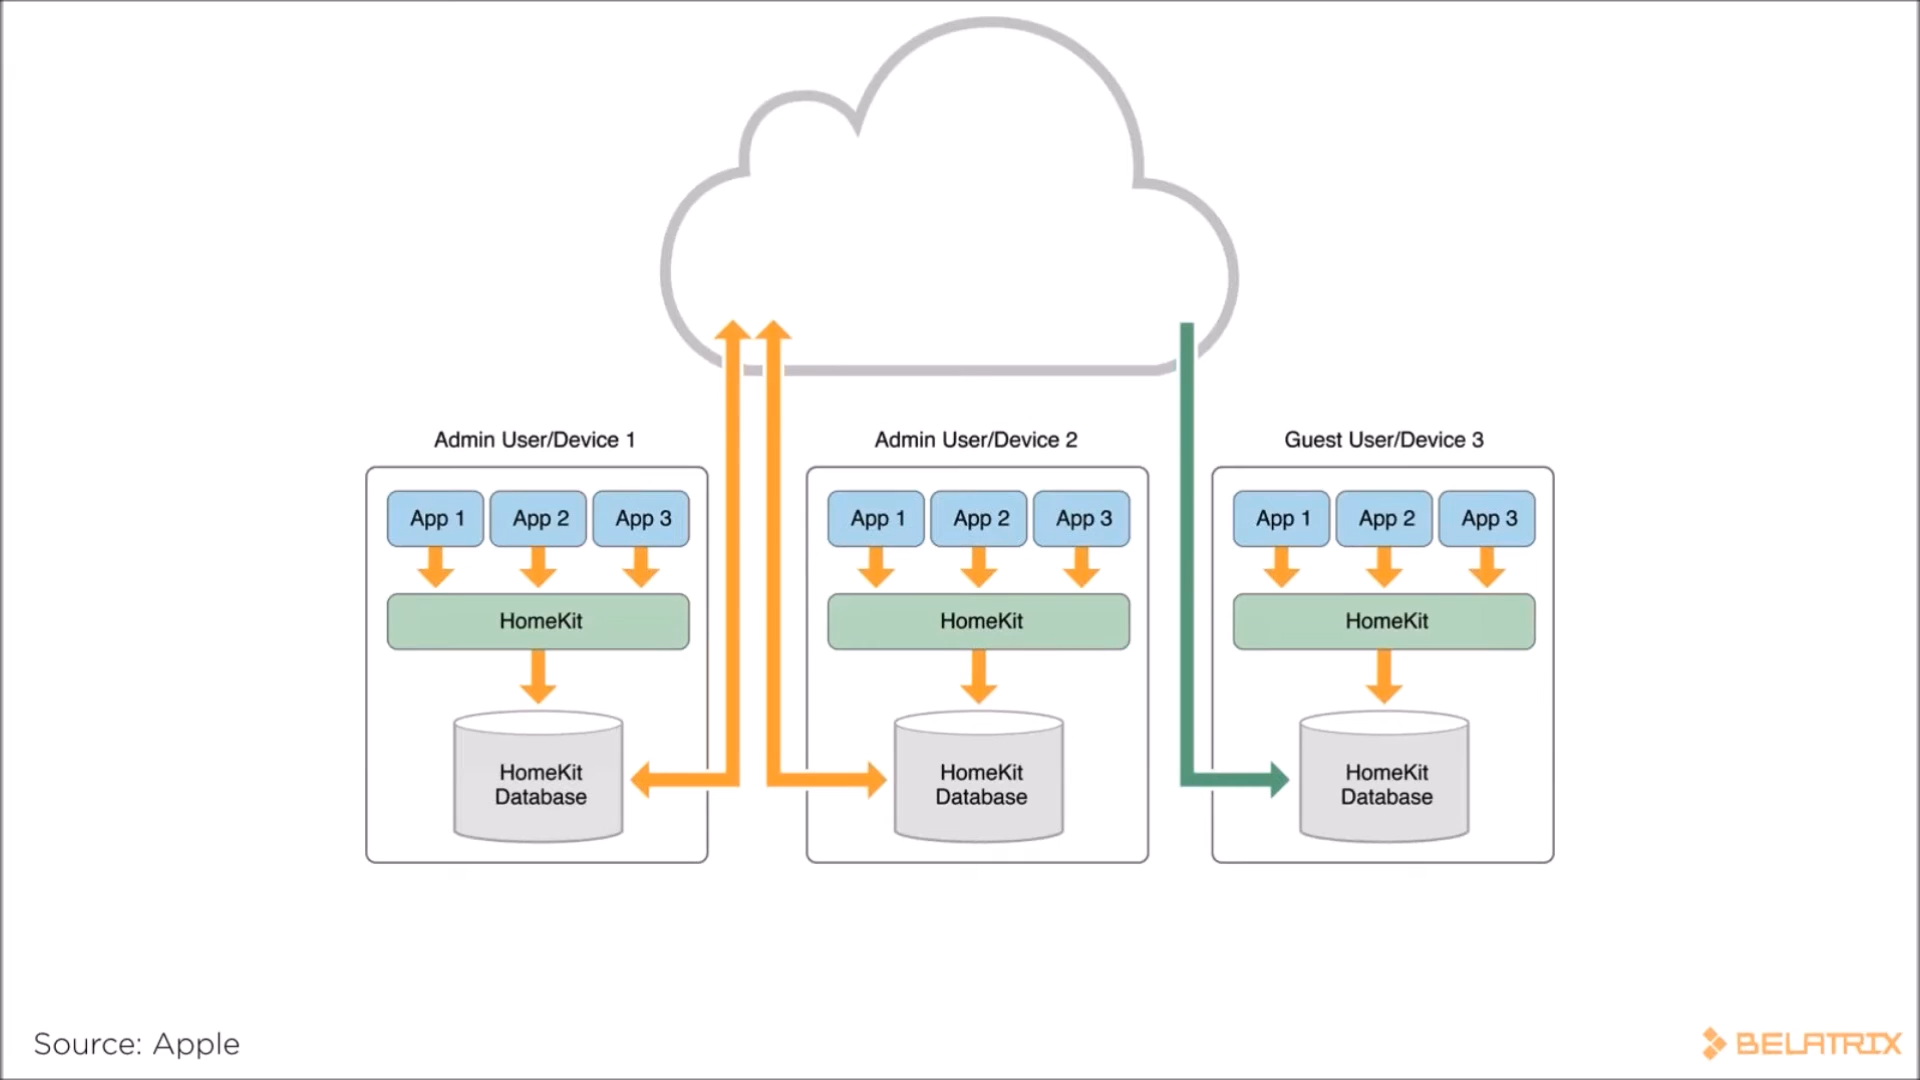 Admin User/Device 1
App 1
App 2
App 3
HomeKit
HomeKit
Database
Admin User/Device 2
App 1
App 2
App 3
HomeKit
HomeKit
Database
Guest User/Device 3
App 1
App 2
App 3
HomeKit
HomeKit
Database
Source: Apple
BELATRIX